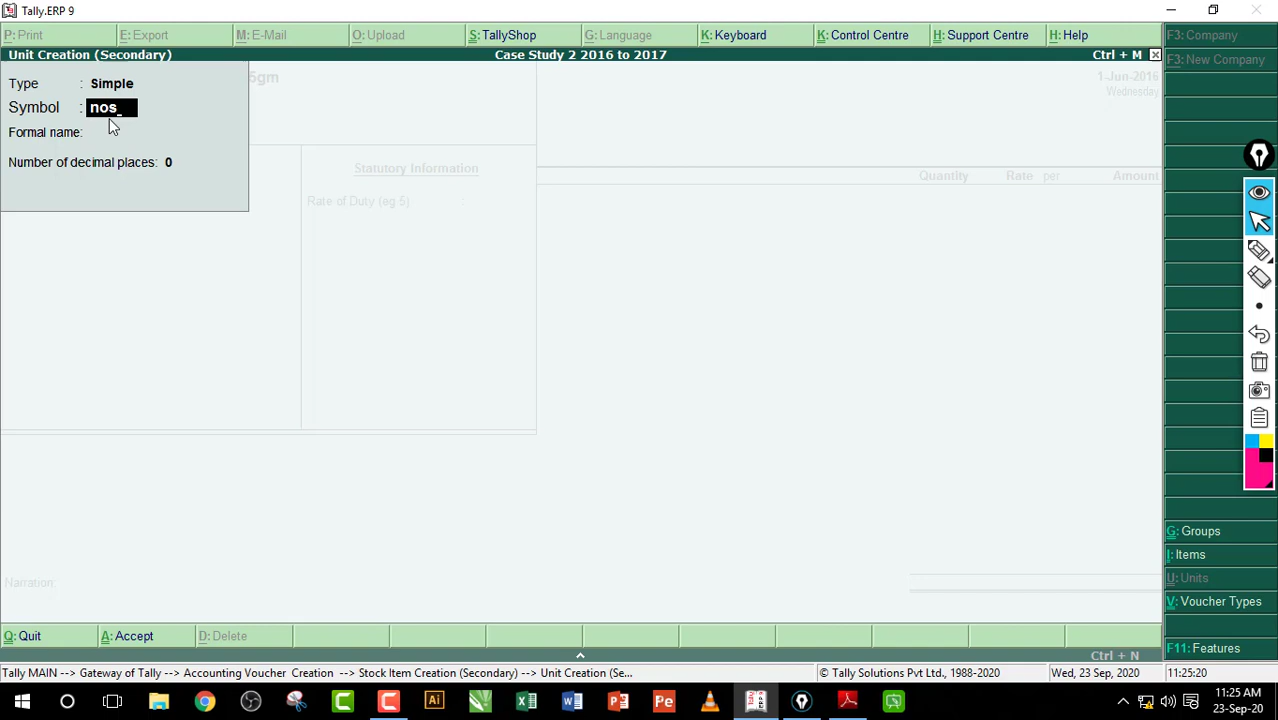 Tally.ERP 9
P: Print E: Export M: E-Mail O: Upload S: TallyShop G: Language K: Keyboard K: Control Centre H: Support Centre H: Help
F3: Company
Unit Creation (Secondary) Case Study 2 2016 to 2017 Ctrl + M
F3: New Company
5gm 1-Jun-2016
Wednesday
Type : Simple
Symbol : nos_
Formal name:
Number of decimal places: 0
Statutory Information
Quantity Rate per Amount
Rate of Duty (eg 5) :
G: Groups
I: Items
U: Units
V: Voucher Types
F11: Features
Narration:
Q: Quit A: Accept D: Delete
Ctrl + N
Tally MAIN --> Gateway of Tally --> Accounting Voucher Creation --> Stock Item Creation (Secondary) --> Unit Creation (Se... © Tally Solutions Pvt Ltd., 1988-2020 Wed, 23 Sep, 2020 11:25:20
11:25 AM
23-Sep-20